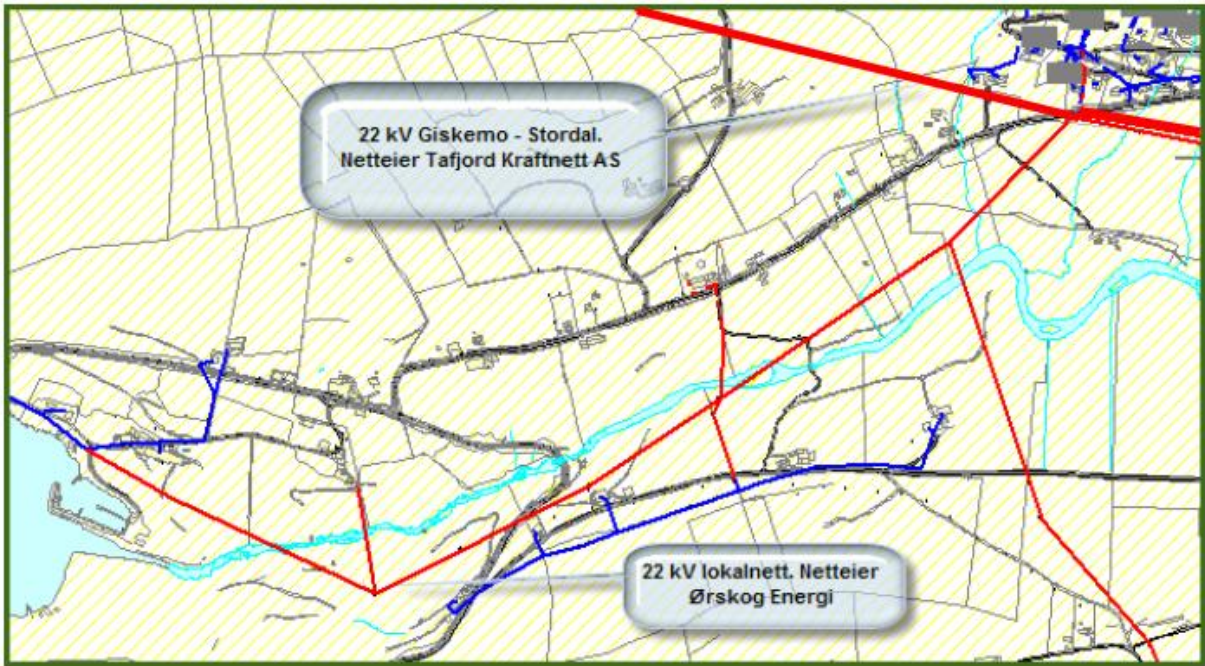 22 kV Giskemo - Stordal.
Netteier Tafjord Kraftnett AS
22 kV lokalnett. Netteier
Ørskog Energi